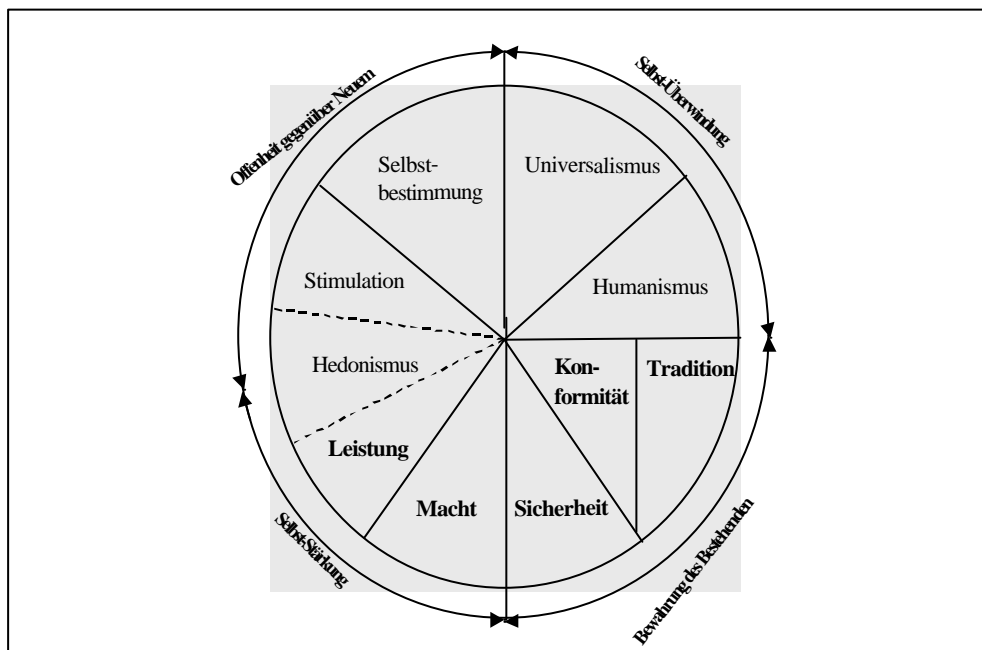 Offenheit gegenüber Neuem
Selbst-Überwindung
Selbst-
bestimmung
Universalismus
Stimulation
Humanismus
Hedonismus
Kon-
formität
Tradition
Leistung
Macht
Sicherheit
Selbst-Stärkung
Bewahrung des Bestehenden